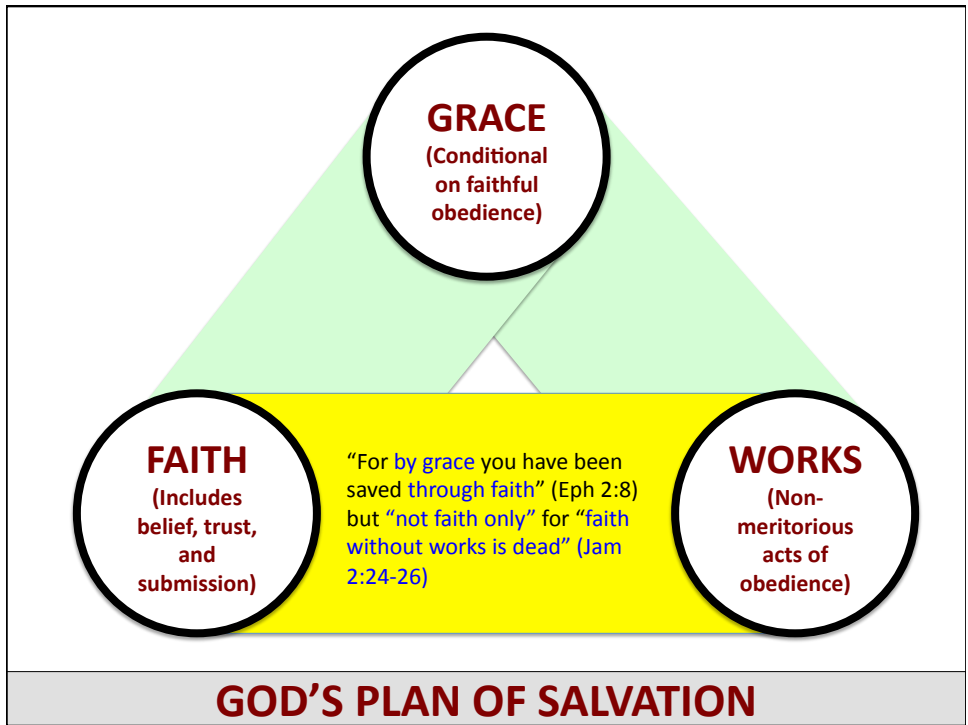 GRACE
(Conditional
on faithful
obedience)
FAITH
(Includes
belief, trust,
and
submission)
“For by grace you have been
saved through faith” (Eph 2:8)
but “not faith only” for “faith
without works is dead” (Jam
2:24-26)
WORKS
(Non-
meritorious
acts of
obedience)
GOD’S PLAN OF SALVATION